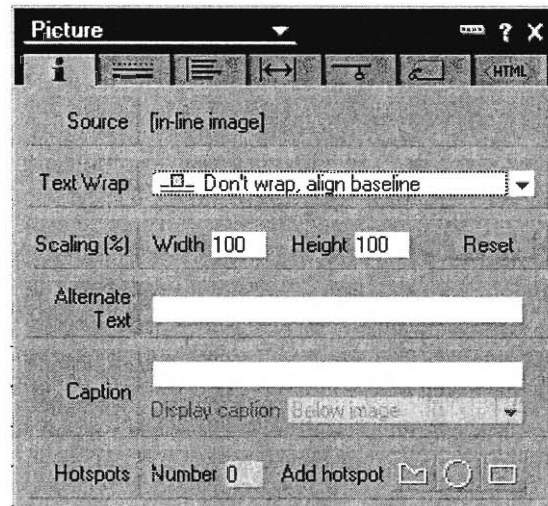 Picture ? X
i <HTML>
Source [in-line image]
Text Wrap Don't wrap, align baseline
Scaling (%) Width 100 Height 100 Reset
Alternate
Text
Caption
Display caption Below image
Hotspots Number 0 Add hotspot